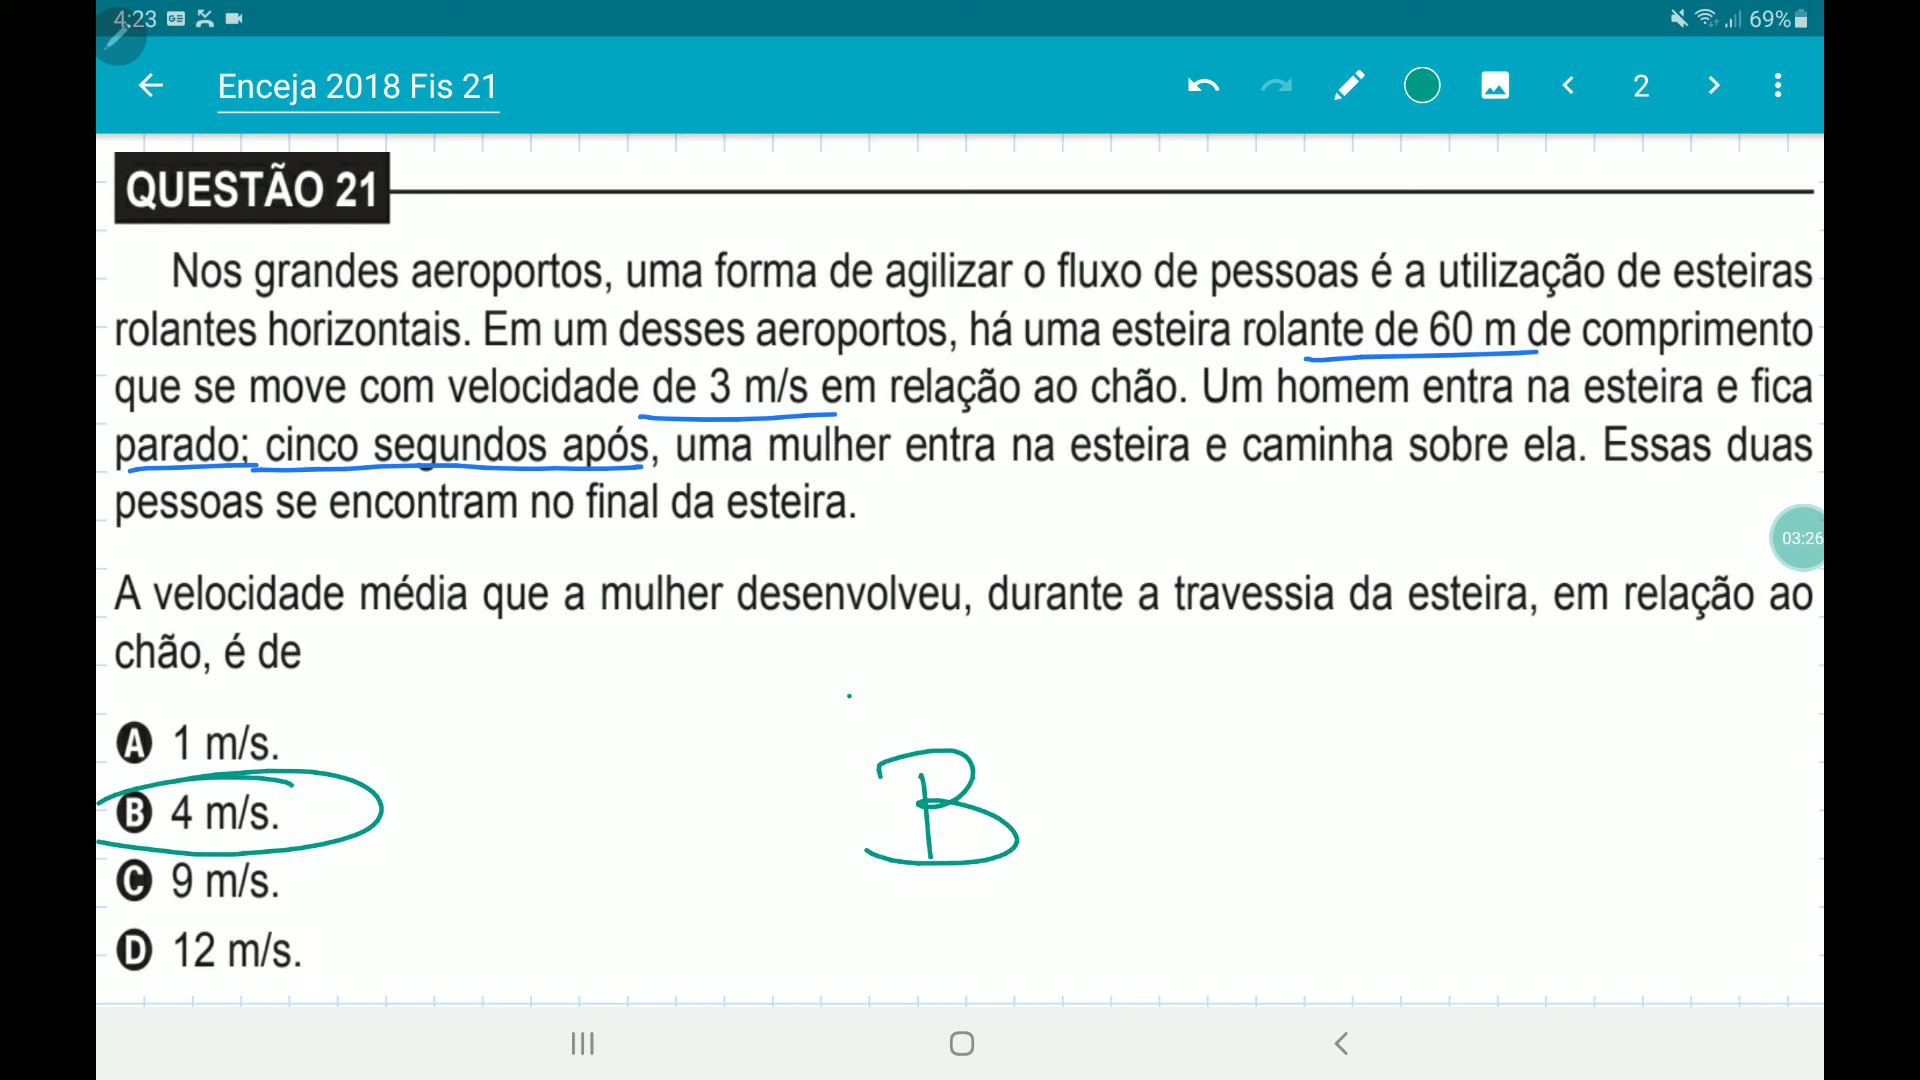 4:23
69%
Enceja 2018 Fis 21
2
QUESTÃO 21
Nos grandes aeroportos, uma forma de agilizar o fluxo de pessoas é a utilização de esteiras
rolantes horizontais. Em um desses aeroportos, há uma esteira rolante de 60 m de comprimento
que se move com velocidade de 3 m/s em relação ao chão. Um homem entra na esteira e fica
parado; cinco segundos após, uma mulher entra na esteira e caminha sobre ela. Essas duas
pessoas se encontram no final da esteira.
03:26
A velocidade média que a mulher desenvolveu, durante a travessia da esteira, em relação ao
chão, é de
A 1 m/s.
B 4 m/s.
B
C 9 m/s.
D 12 m/s.